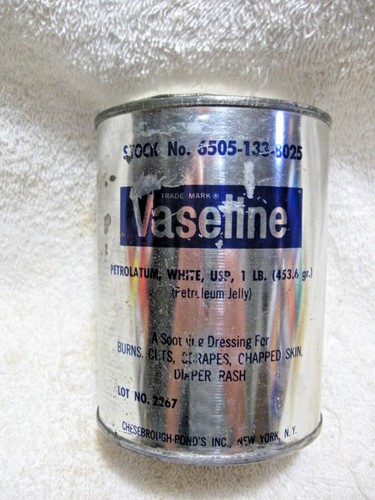 STOCK No. 6505-133-8025
TRADE MARK ®
Vaseline
PETROLATUM, WHITE, USP, 1 LB. (453.6 gr.)
(Petroleum Jelly)
A Soothing Dressing For
BURNS, CUTS, SCRAPES, CHAPPED SKIN,
DIAPER RASH
LOT NO. 2267
CHESEBROUGH-POND'S INC., NEW YORK, N.Y.